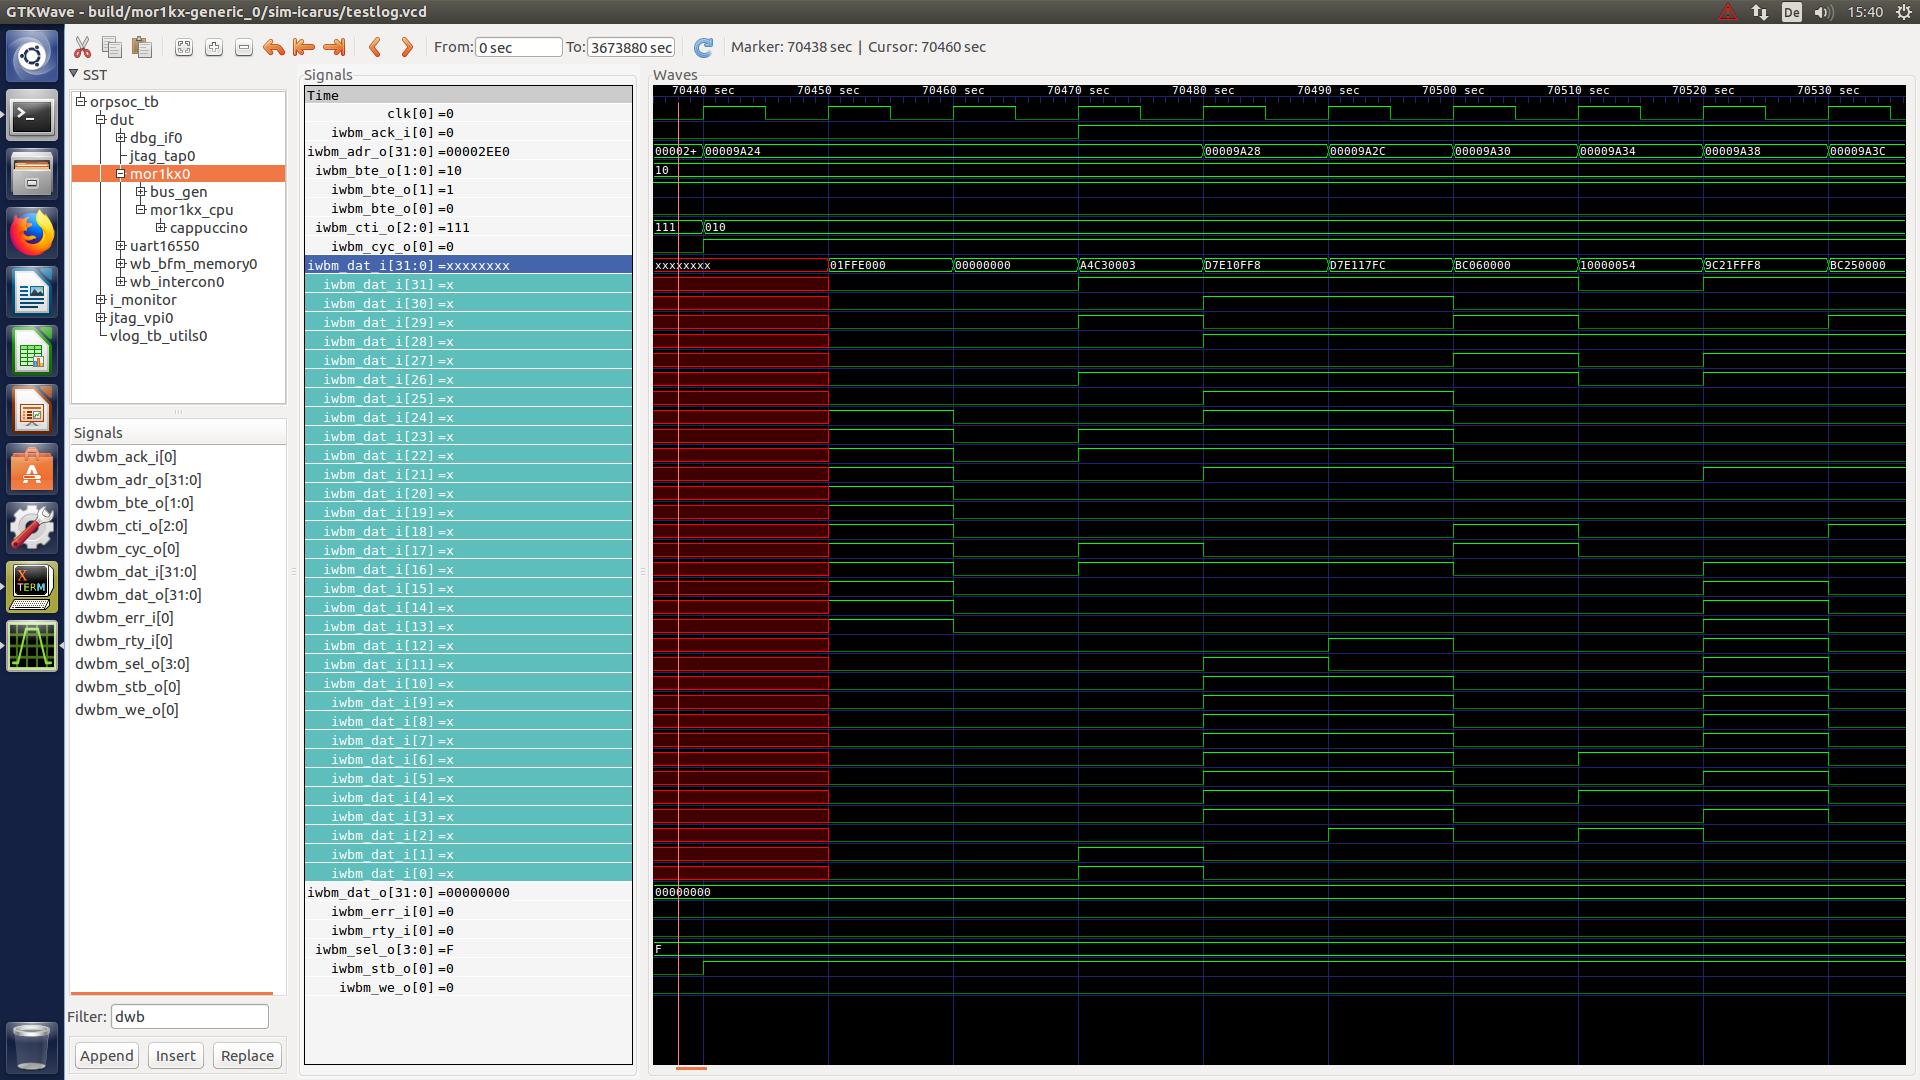 GTKWave - build/mor1kx-generic_0/sim-icarus/testlog.vcd
De
15:40
From: 0 sec To: 3673880 sec Marker: 70438 sec | Cursor: 70460 sec
SST
orpsoc_tb
dut
dbg_if0
jtag_tap0
mor1kx0
bus_gen
mor1kx_cpu
cappuccino
uart16550
wb_bfm_memory0
wb_intercon0
i_monitor
jtag_vpi0
vlog_tb_utils0
Signals
dwbm_ack_i[0]
dwbm_adr_o[31:0]
dwbm_bte_o[1:0]
dwbm_cti_o[2:0]
dwbm_cyc_o[0]
dwbm_dat_i[31:0]
dwbm_dat_o[31:0]
dwbm_err_i[0]
dwbm_rty_i[0]
dwbm_sel_o[3:0]
dwbm_stb_o[0]
dwbm_we_o[0]
Filter: dwb
Append Insert Replace
X
TERM
Signals
Time
clk[0] =0
iwbm_ack_i[0] =0
iwbm_adr_o[31:0] =00002EE0
iwbm_bte_o[1:0] =10
iwbm_bte_o[1] =1
iwbm_bte_o[0] =0
iwbm_cti_o[2:0] =111
iwbm_cyc_o[0] =0
iwbm_dat_i[31:0] =xxxxxxxx
iwbm_dat_i[31] =x
iwbm_dat_i[30] =x
iwbm_dat_i[29] =x
iwbm_dat_i[28] =x
iwbm_dat_i[27] =x
iwbm_dat_i[26] =x
iwbm_dat_i[25] =x
iwbm_dat_i[24] =x
iwbm_dat_i[23] =x
iwbm_dat_i[22] =x
iwbm_dat_i[21] =x
iwbm_dat_i[20] =x
iwbm_dat_i[19] =x
iwbm_dat_i[18] =x
iwbm_dat_i[17] =x
iwbm_dat_i[16] =x
iwbm_dat_i[15] =x
iwbm_dat_i[14] =x
iwbm_dat_i[13] =x
iwbm_dat_i[12] =x
iwbm_dat_i[11] =x
iwbm_dat_i[10] =x
iwbm_dat_i[9] =x
iwbm_dat_i[8] =x
iwbm_dat_i[7] =x
iwbm_dat_i[6] =x
iwbm_dat_i[5] =x
iwbm_dat_i[4] =x
iwbm_dat_i[3] =x
iwbm_dat_i[2] =x
iwbm_dat_i[1] =x
iwbm_dat_i[0] =x
iwbm_dat_o[31:0] =00000000
iwbm_err_i[0] =0
iwbm_rty_i[0] =0
iwbm_sel_o[3:0] =F
iwbm_stb_o[0] =0
iwbm_we_o[0] =0
Waves
70440 sec 70450 sec 70460 sec 70470 sec 70480 sec 70490 sec 70500 sec 70510 sec 70520 sec 70530 sec
00002+ 00009A24 00009A28 00009A2C 00009A30 00009A34 00009A38 00009A3C
10
111 010
xxxxxxxx 01FFE000 00000000 A4C30003 D7E10FF8 D7E117FC BC060000 10000054 9C21FFF8 BC250000
00000000
F